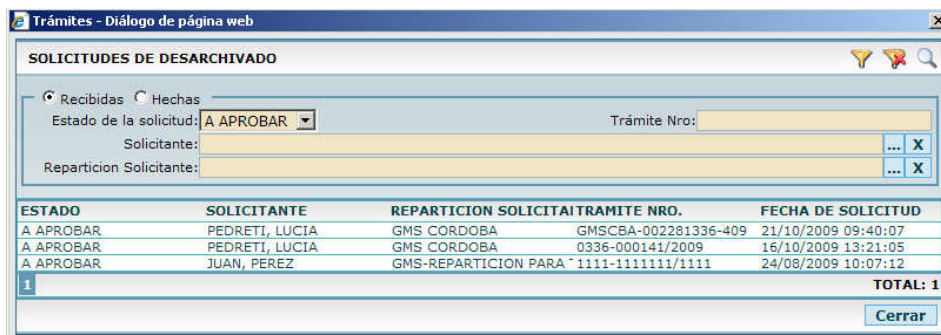 Trámites - Diálogo de página web
SOLICITUDES DE DESARCHIVADO
Recibidas Hechas
Estado de la solicitud: A APROBAR Trámite Nro:
Solicitante: ... X
Reparticion Solicitante: ... X
ESTADO SOLICITANTE REPARTICION SOLICITAI TRAMITE NRO. FECHA DE SOLICITUD
A APROBAR PEDRETI, LUCIA GMS CORDOBA GMSCBA-002281336-409 21/10/2009 09:40:07
A APROBAR PEDRETI, LUCIA GMS CORDOBA 0336-000141/2009 16/10/2009 13:21:05
A APROBAR JUAN, PEREZ GMS-REPARTICION PARA 1111-1111111/1111 24/08/2009 10:07:12
1 TOTAL: 1
Cerrar